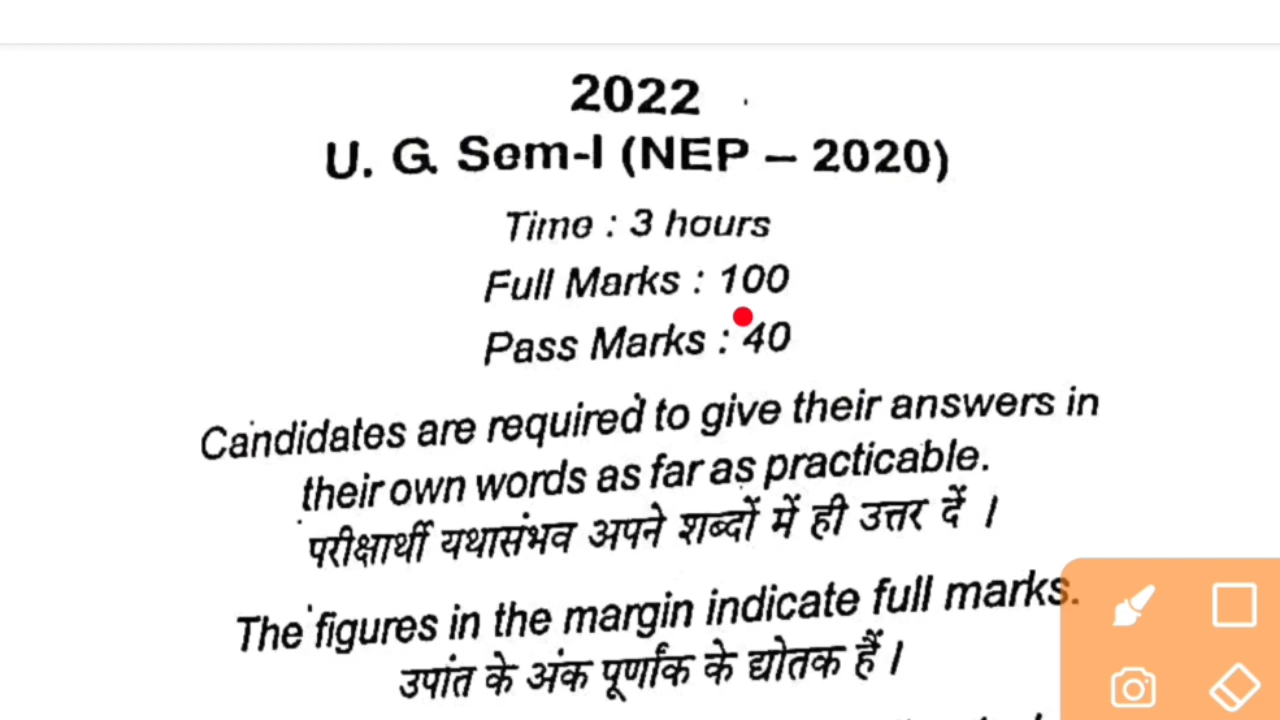 2022
U. G. Sem-I (NEP – 2020)
Time : 3 hours
Full Marks : 100
Pass Marks : 40
Candidates are required to give their answers in
their own words as far as practicable.
परीक्षार्थी यथासंभव अपने शब्दों में ही उत्तर दें ।
The figures in the margin indicate full marks.
उपांत के अंक पूर्णांक के द्योतक हैं ।